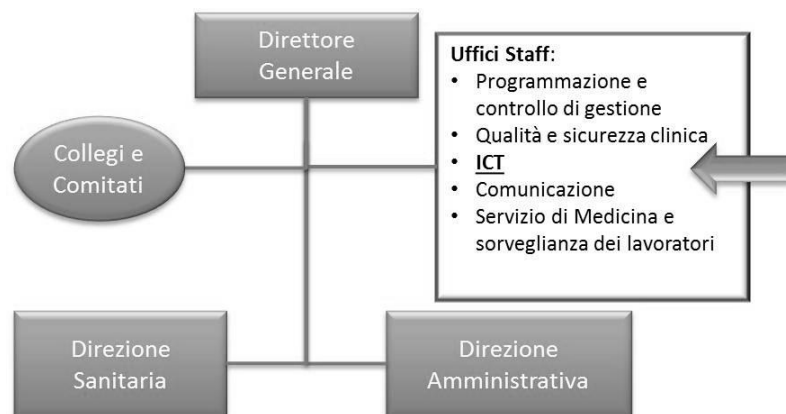 Direttore
Generale
Uffici Staff:
• Programmazione e
controllo di gestione
• Qualità e sicurezza clinica
• ICT
• Comunicazione
• Servizio di Medicina e
sorveglianza dei lavoratori
Collegi e
Comitati
Direzione
Sanitaria
Direzione
Amministrativa